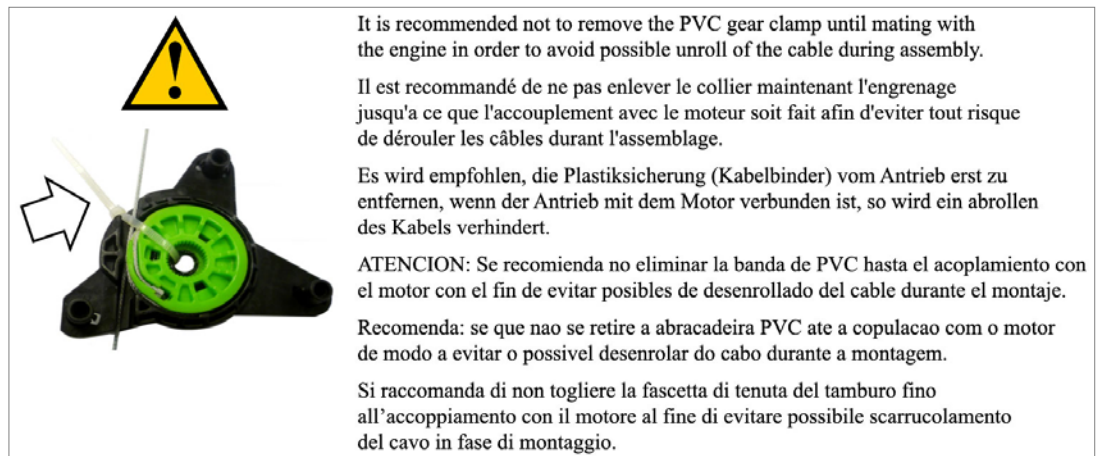 It is recommended not to remove the PVC gear clamp until mating with
the engine in order to avoid possible unroll of the cable during assembly.
Il est recommandé de ne pas enlever le collier maintenant l'engrenage
jusqu'a ce que l'accouplement avec le moteur soit fait afin d'eviter tout risque
de dérouler les câbles durant l'assemblage.
Es wird empfohlen, die Plastiksicherung (Kabelbinder) vom Antrieb erst zu
entfernen, wenn der Antrieb mit dem Motor verbunden ist, so wird ein abrollen
des Kabels verhindert.
ATENCION: Se recomienda no eliminar la banda de PVC hasta el acoplamiento con
el motor con el fin de evitar posibles de desenrollado del cable durante el montaje.
Recomenda: se que nao se retire a abracadeira PVC ate a copulacao com o motor
de modo a evitar o possivel desenrolar do cabo durante a montagem.
Si raccomanda di non togliere la fascetta di tenuta del tamburo fino
all’accoppiamento con il motore al fine di evitare possibile scarrucolamento
del cavo in fase di montaggio.